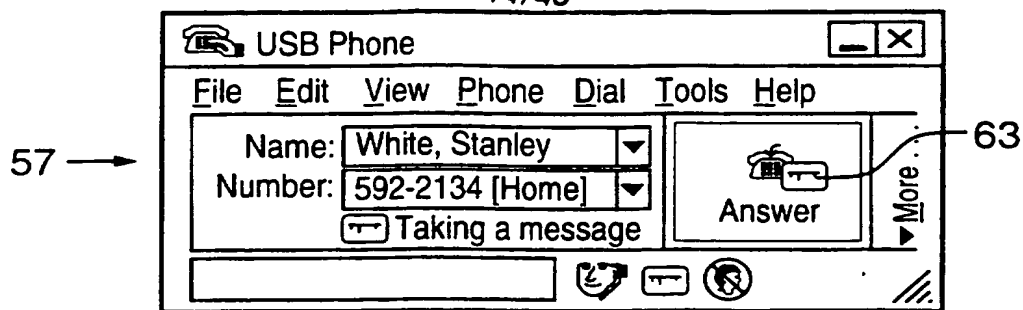 USB Phone
File Edit View Phone Dial Tools Help
Name: White, Stanley
Number: 592-2134 [Home]
Taking a message
Answer
More . . .
57
63